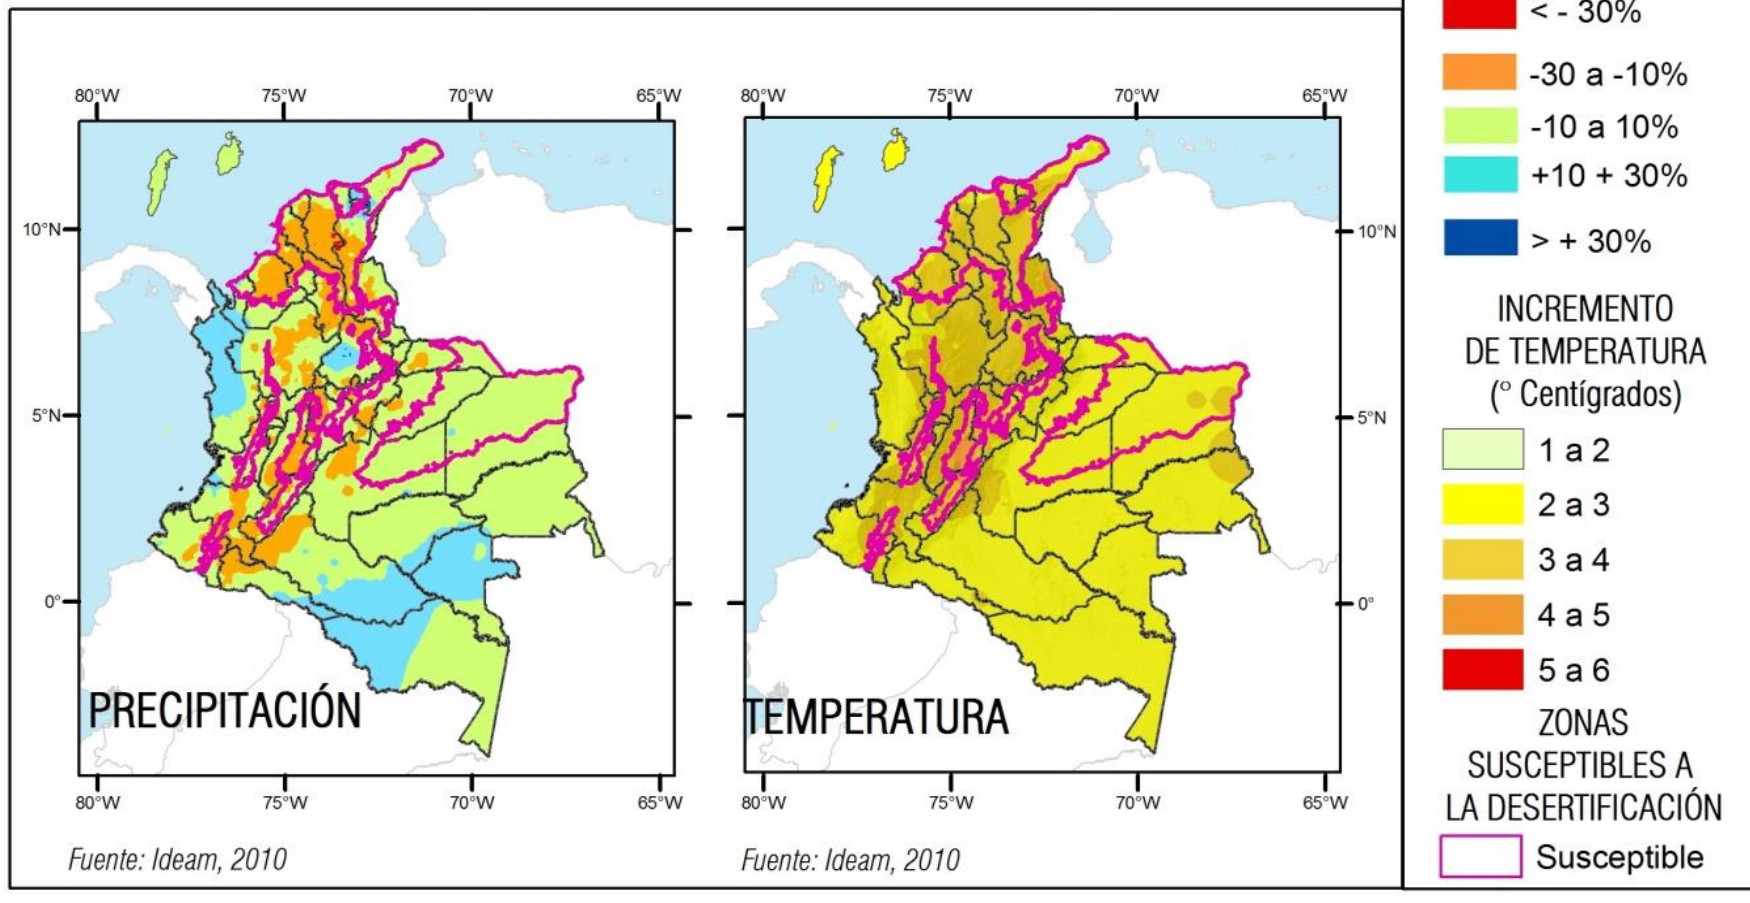 80°W 75°W 70°W 65°W
10°N
5°N
0°
PRECIPITACIÓN
80°W 75°W 70°W 65°W
Fuente: Ideam, 2010
80°W 75°W 70°W 65°W
10°N
5°N
0°
TEMPERATURA
80°W 75°W 70°W 65°W
Fuente: Ideam, 2010
< - 30%
-30 a -10%
-10 a 10%
+10 + 30%
> + 30%
INCREMENTO
DE TEMPERATURA
(° Centígrados)
1 a 2
2 a 3
3 a 4
4 a 5
5 a 6
ZONAS
SUSCEPTIBLES A
LA DESERTIFICACIÓN
Susceptible